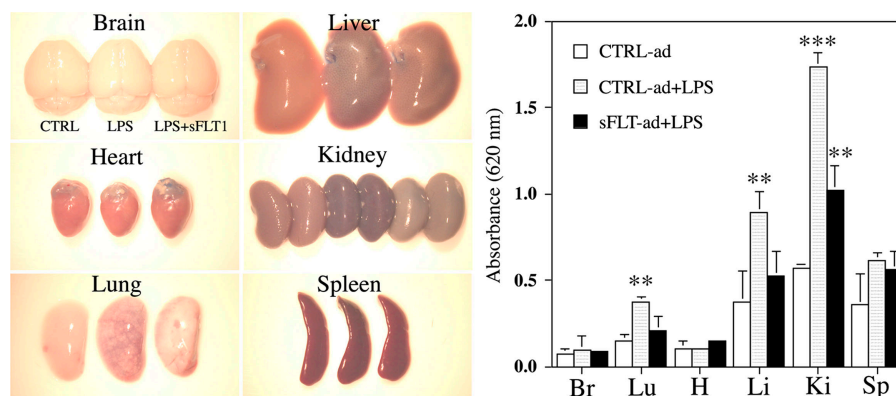 Brain
Liver
CTRL LPS LPS+sFLT1
Heart
Kidney
Lung
Spleen
Absorbance (620 nm)
2.0
1.5
1.0
0.5
0.0
CTRL-ad
CTRL-ad+LPS
sFLT-ad+LPS
**
**
***
**
Br Lu H Li Ki Sp